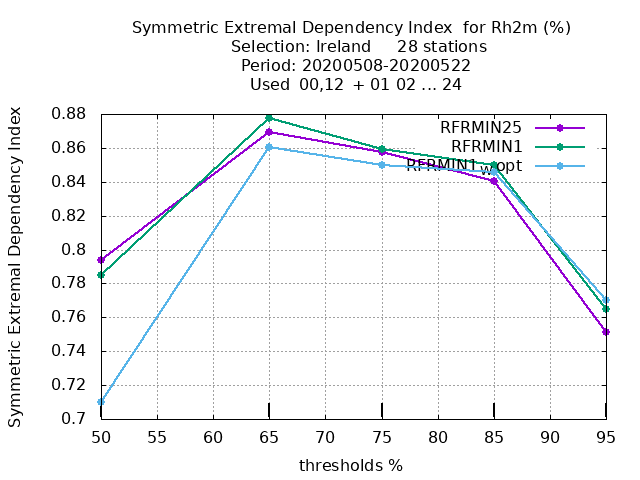 Symmetric Extremal Dependency Index for Rh2m (%)
Selection: Ireland 28 stations
Period: 20200508-20200522
Used 00,12 + 01 02 ... 24
Symmetric Extremal Dependency Index
0.88
0.86
0.84
0.82
0.8
0.78
0.76
0.74
0.72
0.7
RFRMIN25
RFRMIN1
RFRMIN1wopt
50 55 60 65 70 75 80 85 90 95
thresholds %